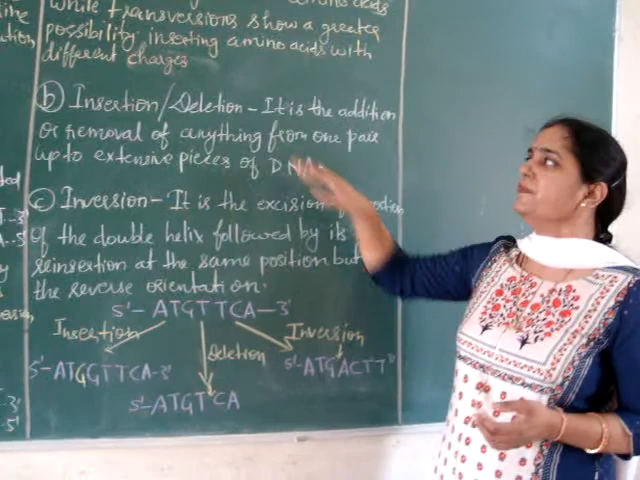 amino acids
while transversions show a greater
possibility inserting amino acids with
different charges
(b) Insertion/Deletion - It is the addition
or removal of anything from one pair
up to extensive pieces of DNA.
(c) Inversion - It is the excision of
of the double helix followed by its
reinsertion at the same position but
the reverse orientation.
5'- ATGTTCA-3'
Insertion
Inversion
Deletion
5'-ATGGTTCA-3'
5'-ATGACTT
5'-ATGTCA